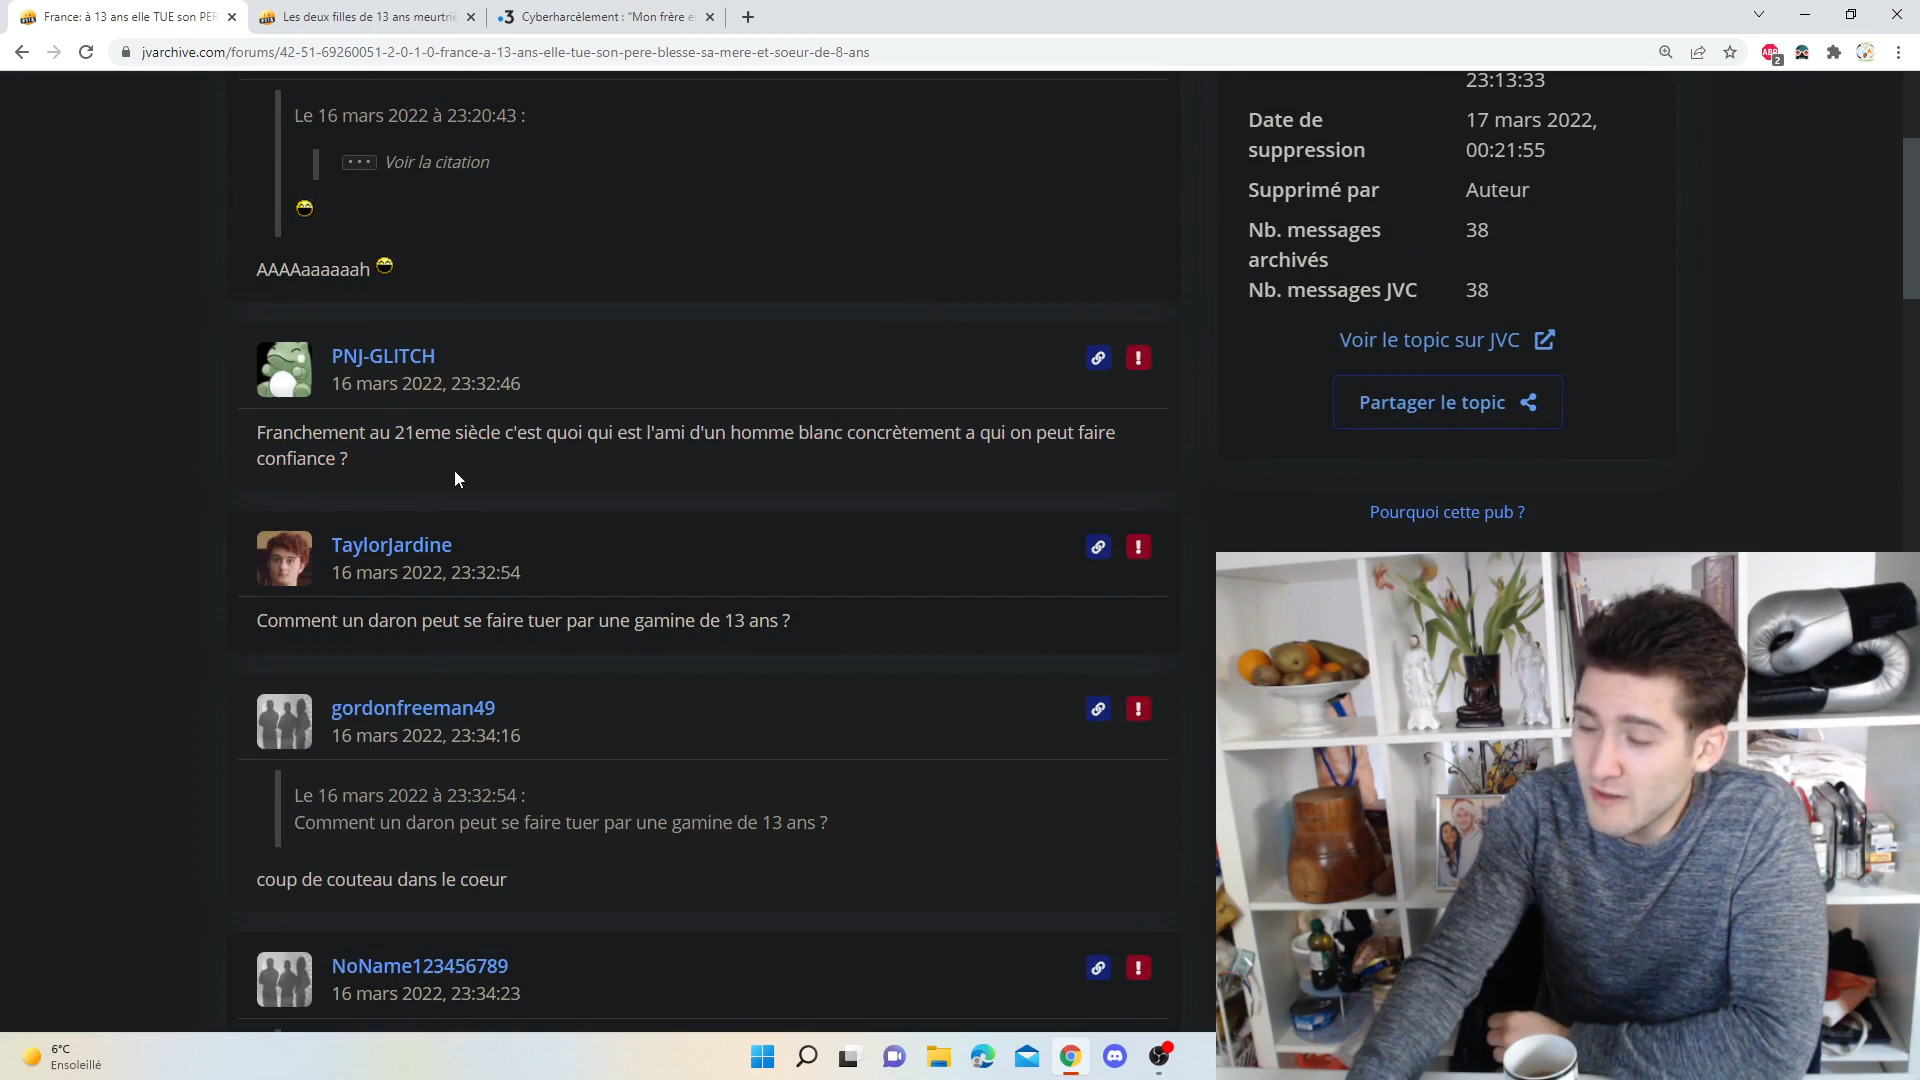 France: à 13 ans elle TUE son PER
Les deux filles de 13 ans meurtriè
Cyberharcèlement : "Mon frère e
jvarchive.com/forums/42-51-69260051-2-0-1-0-france-a-13-ans-elle-tue-son-pere-blesse-sa-mere-et-soeur-de-8-ans
ABP
2
Le 16 mars 2022 à 23:20:43 :
Voir la citation
AAAAaaaaaah
PNJ-GLITCH
16 mars 2022, 23:32:46
Franchement au 21eme siècle c'est quoi qui est l'ami d'un homme blanc concrètement a qui on peut faire
confiance ?
TaylorJardine
16 mars 2022, 23:32:54
Comment un daron peut se faire tuer par une gamine de 13 ans ?
gordonfreeman49
16 mars 2022, 23:34:16
Le 16 mars 2022 à 23:32:54 :
Comment un daron peut se faire tuer par une gamine de 13 ans ?
coup de couteau dans le coeur
NoName123456789
16 mars 2022, 23:34:23
23:13:33
Date de suppression 17 mars 2022, 00:21:55
Supprimé par Auteur
Nb. messages archivés 38
Nb. messages JVC 38
Voir le topic sur JVC
Partager le topic
Pourquoi cette pub ?
6°C
Ensoleillé